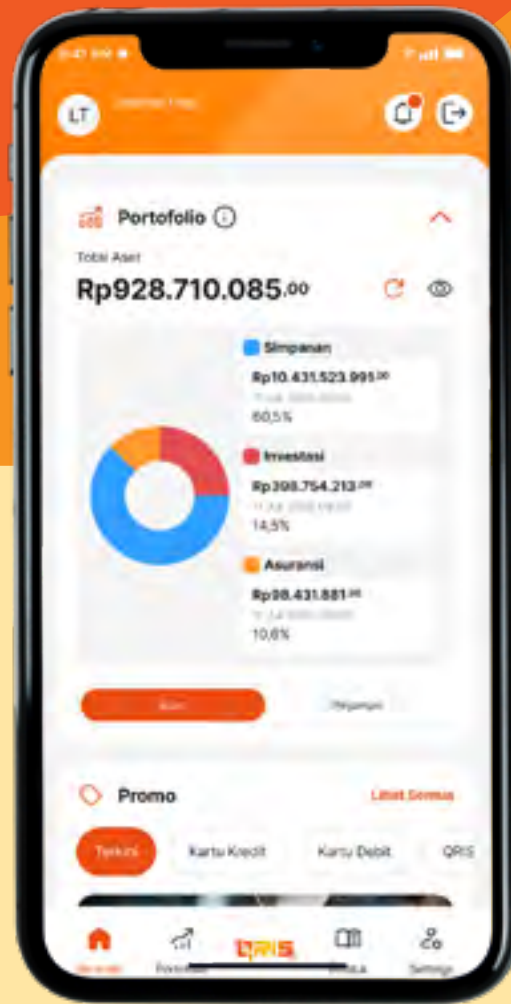 LT
Portofolio
Total Aset
Rp928.710.085.00
Simpanan
Rp10.431.523.995.00
60,5%
Investasi
Rp398.754.213.00
14,5%
Asuransi
Rp98.431.881.00
10,6%
Promo
Lihat Semua
Terkini
Kartu Kredit
Kartu Debit
QRIS
QRIS
Settings